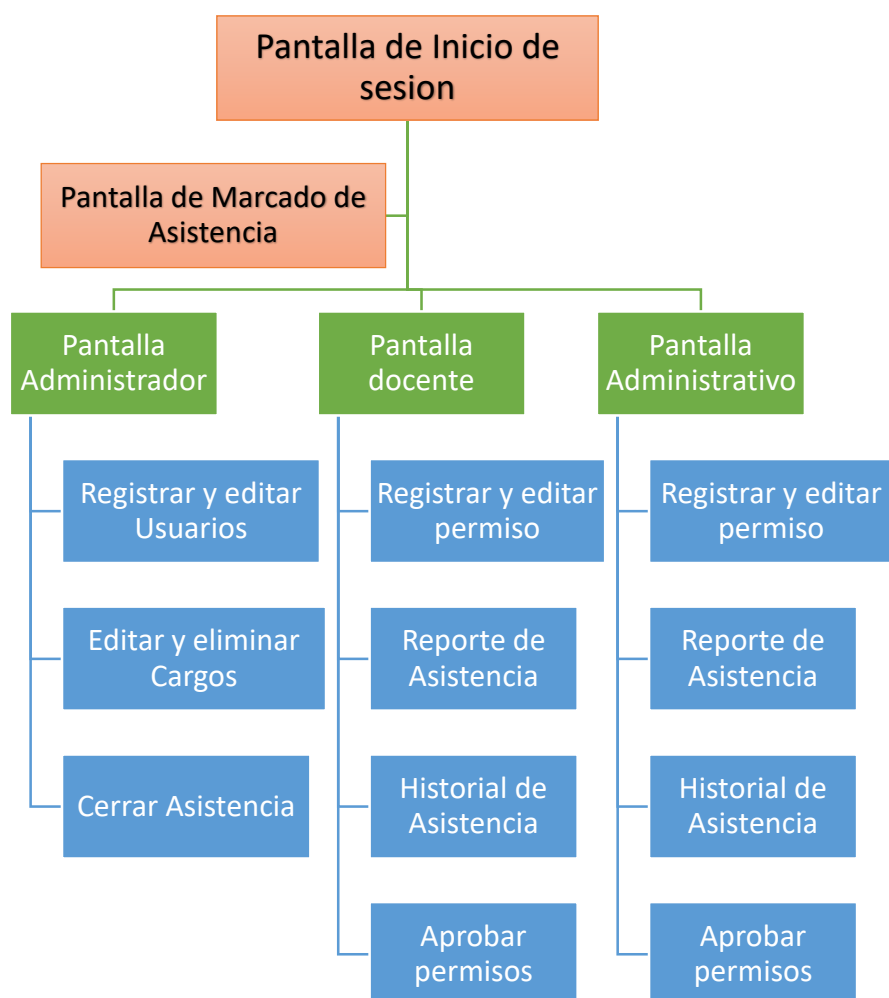 Pantalla de Inicio de
sesion
Pantalla de Marcado de
Asistencia
Pantalla
Administrador
Registrar y editar
Usuarios
Editar y eliminar
Cargos
Cerrar Asistencia
Pantalla
docente
Registrar y editar
permiso
Reporte de
Asistencia
Historial de
Asistencia
Aprobar
permisos
Pantalla
Administrativo
Registrar y editar
permiso
Reporte de
Asistencia
Historial de
Asistencia
Aprobar
permisos